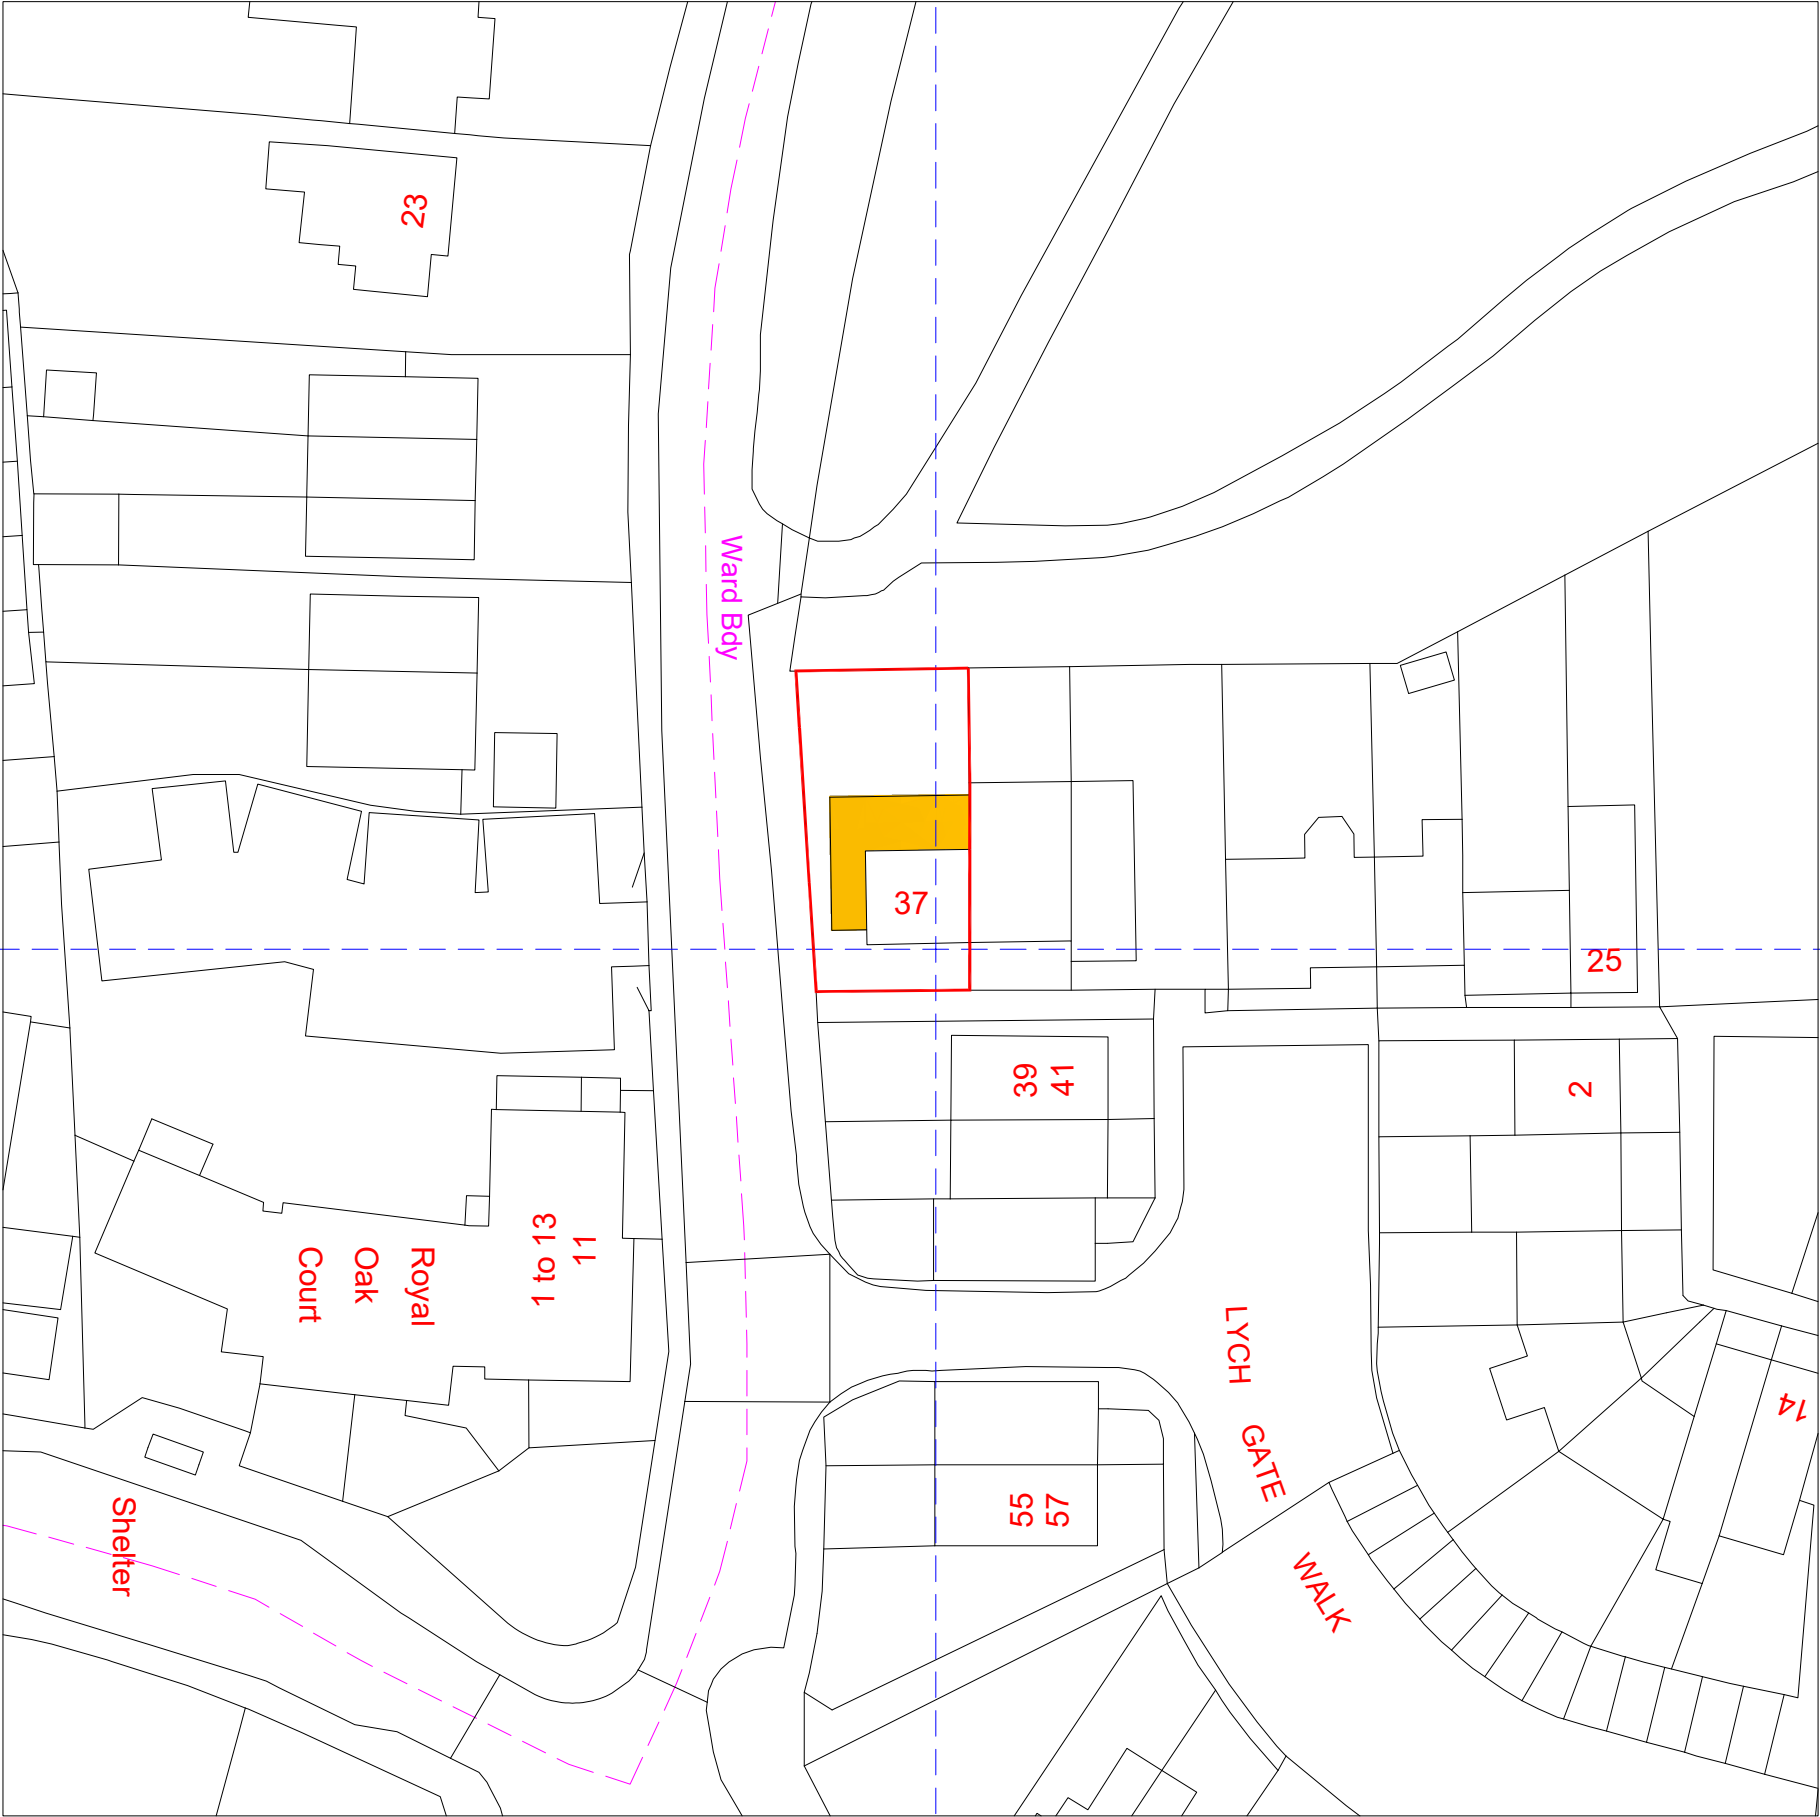 23
Ward Bdy
37
25
39
41
2
1 to 13
11
Royal
Oak
Court
LYCH
GATE
WALK
14
55
57
Shelter